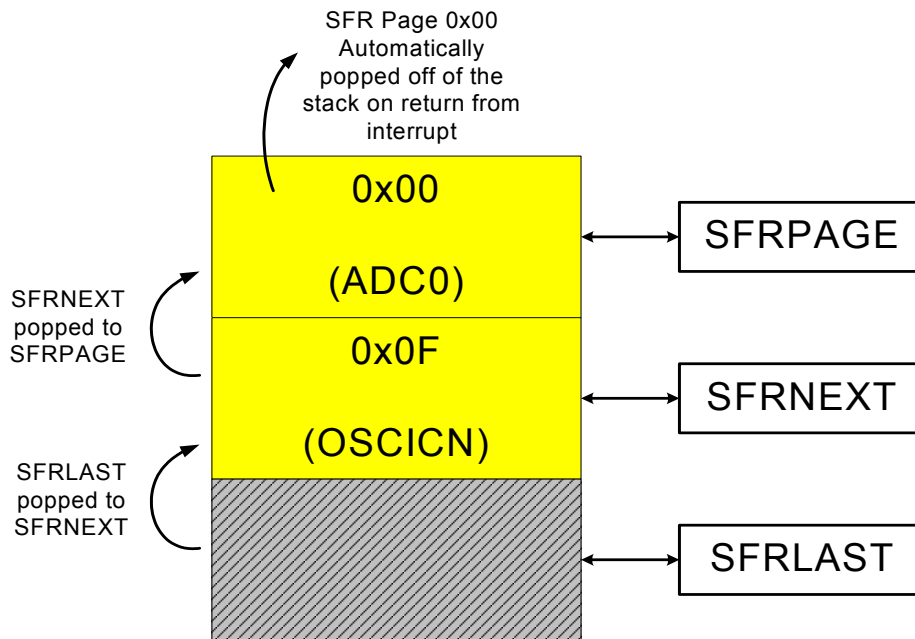 SFR Page 0x00
Automatically
popped off of the
stack on return from
interrupt
0x00
SFRPAGE
(ADC0)
SFRNEXT
popped to
SFRPAGE
0x0F
SFRNEXT
(OSCICN)
SFRLAST
popped to
SFRNEXT
SFRLAST